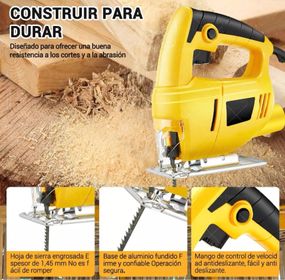 CONSTRUIR PARA
DURAR
Diseñado para ofrecer una buena
resistencia a los cortes y a la abrasión
Hoja de sierra engrosada E
spesor de 1,45 mm No es f
ácil de romper
Base de aluminio fundido F
irme y confiable Operación
suave.
Mango de control de velocid
ad antideslizante, fácil y anti
deslizante.